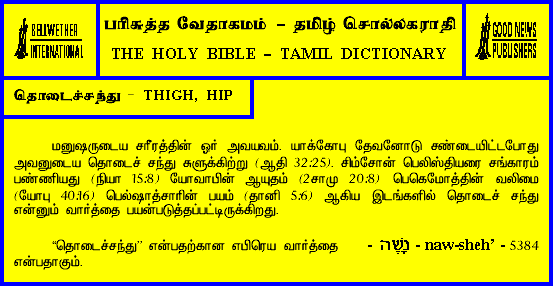 BELLWETHER
INTERNATIONAL
பரிசுத்த வேதாகமம் – தமிழ் சொல்லகராதி
THE HOLY BIBLE – TAMIL DICTIONARY
GOOD NEWS
PUBLISHERS
தொடைச்சந்து – THIGH, HIP
மனுஷருடைய சரீரத்தின் ஓர் அவயவம். யாக்கோபு தேவனோடு சண்டையிட்டபோது
அவனுடைய தொடைச் சந்து சுளுக்கிற்று (ஆதி 32:25). சிம்சோன் பெலிஸ்தியரை சங்காரம்
பண்ணியது (நியா 15:8) யோவாபின் ஆயுதம் (2சாமு 20:8) பெகெமோத்தின் வலிமை
(யோபு 40:16) பெல்ஷாத்சாரின் பயம் (தானி 5:6) ஆகிய இடங்களில் தொடைச் சந்து
என்னும் வார்த்தை பயன்படுத்தப்பட்டிருக்கிறது.
“தொடைச்சந்து” என்பதற்கான எபிரெய வார்த்தை - נָשֶׁה - naw-sheh’ - 5384
என்பதாகும்.